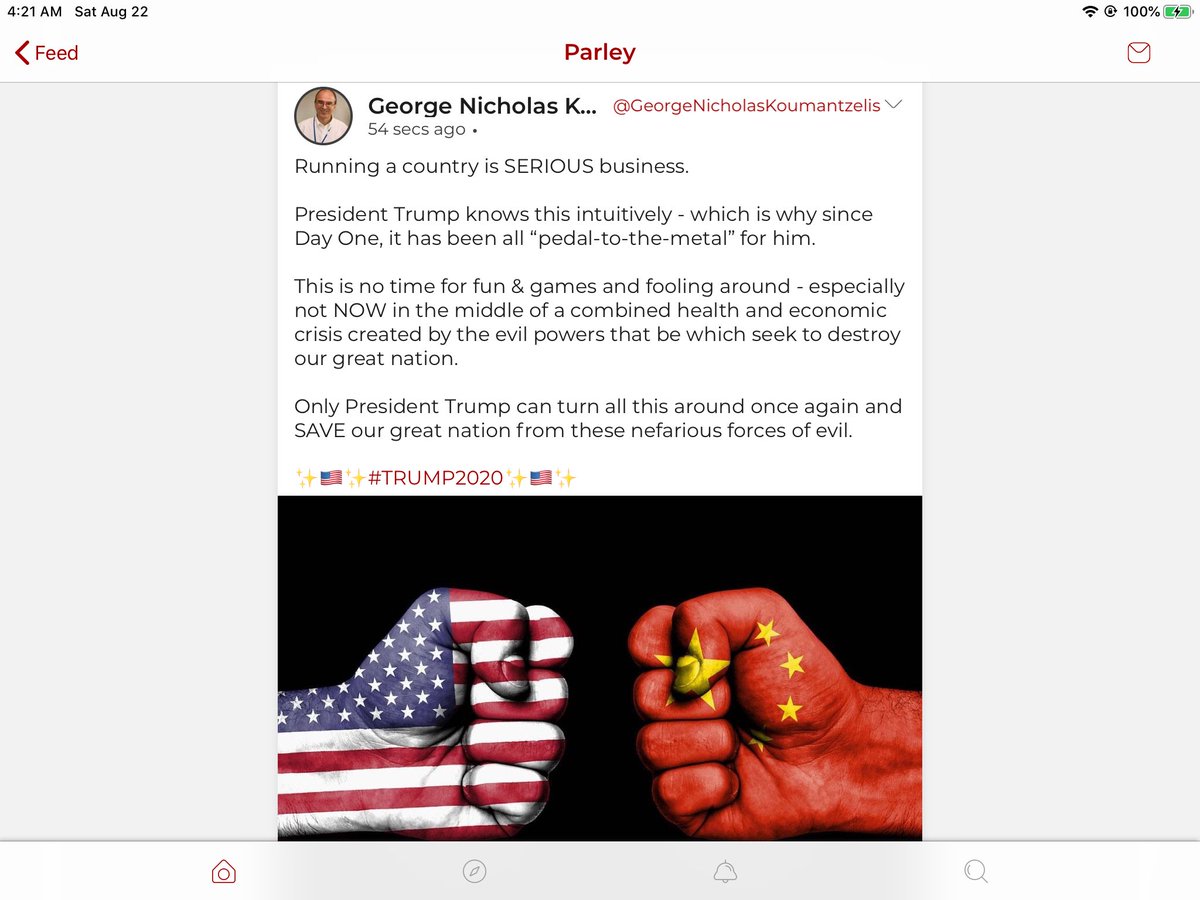 4:21 AM Sat Aug 22
100%
Feed
Parley
George Nicholas K... @GeorgeNicholasKoumantzelis
54 secs ago •
Running a country is SERIOUS business.
President Trump knows this intuitively - which is why since
Day One, it has been all “pedal-to-the-metal” for him.
This is no time for fun & games and fooling around - especially
not NOW in the middle of a combined health and economic
crisis created by the evil powers that be which seek to destroy
our great nation.
Only President Trump can turn all this around once again and
SAVE our great nation from these nefarious forces of evil.
✨🇺🇸✨#TRUMP2020✨🇺🇸✨